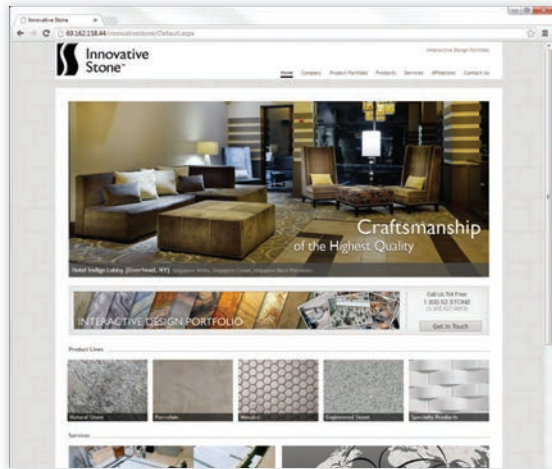 Innovative Stone
69.162.158.44/innovativestone/Default.aspx
Innovative
Stone™
Interactive Design Portfolio
Home Company Project Portfolio Products Services Affiliations Contact Us
Craftsmanship
of the Highest Quality
Hotel Indigo Lobby (Riverhead, NY)
INTERACTIVE DESIGN PORTFOLIO
Call Us Toll Free:
1.800.62.STONE
Get In Touch
Product Lines
Natural Stone Porcelain Mosaics Engineered Stone Specialty Products
Services